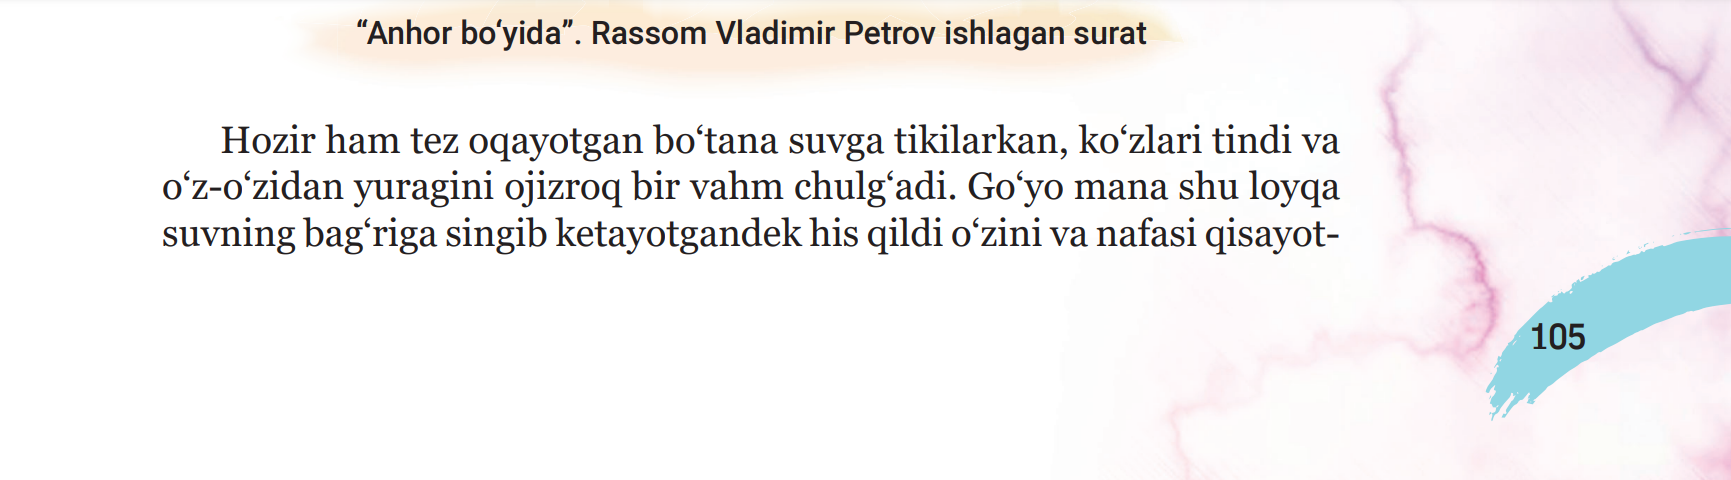 “Anhor bo‘yida”. Rassom Vladimir Petrov ishlagan surat
Hozir ham tez oqayotgan bo‘tana suvga tikilarkan, ko‘zlari tindi va
o‘z-o‘zidan yuragini ojizroq bir vahm chulg‘adi. Go‘yo mana shu loyqa
suvning bag‘riga singib ketayotgandek his qildi o‘zini va nafasi qisayot-
105